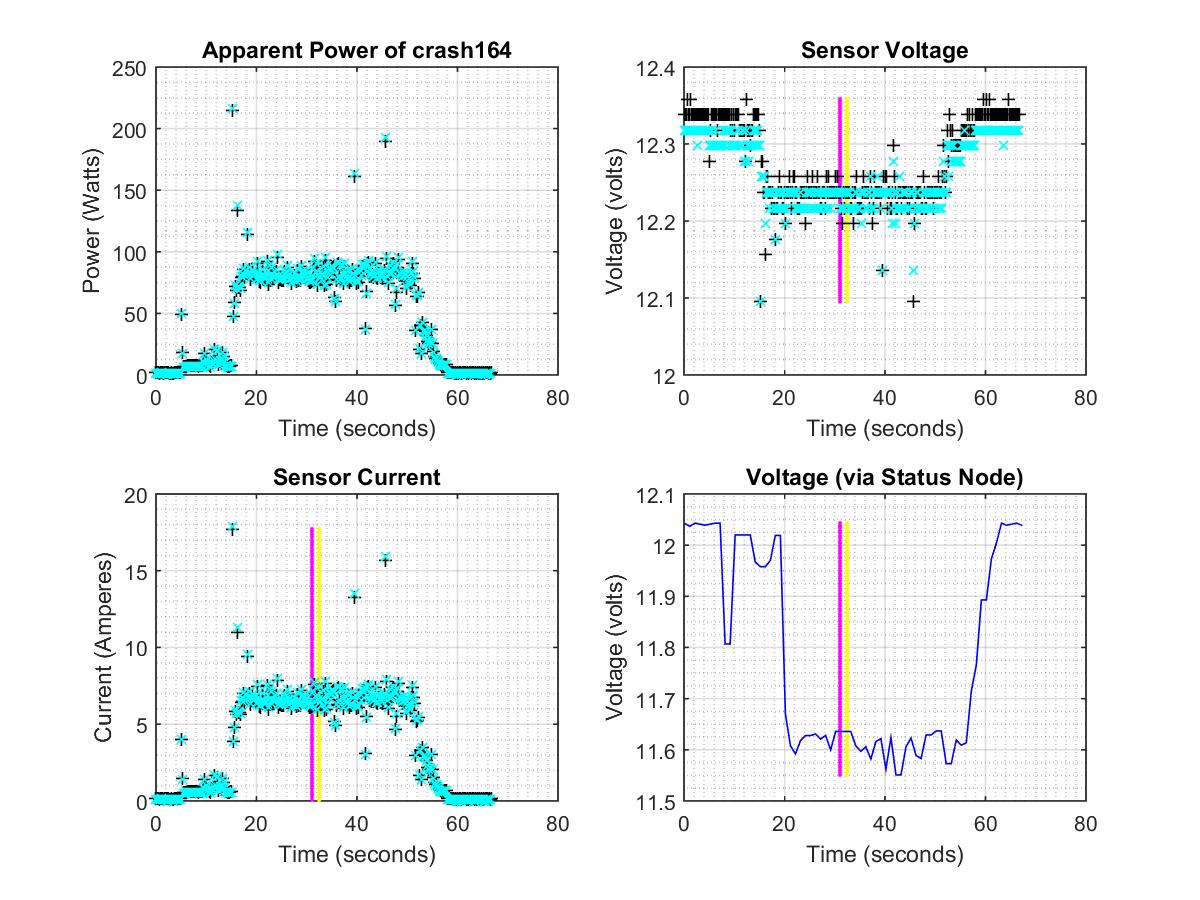 Apparent Power of crash164
250
200
150
100
50
0
0 20 40 60 80
Power (Watts)
Time (seconds)
Sensor Voltage
12.4
12.3
12.2
12.1
12
0 20 40 60 80
Voltage (volts)
Time (seconds)
Sensor Current
20
15
10
5
0
0 20 40 60 80
Current (Amperes)
Time (seconds)
Voltage (via Status Node)
12.1
12
11.9
11.8
11.7
11.6
11.5
0 20 40 60 80
Voltage (volts)
Time (seconds)